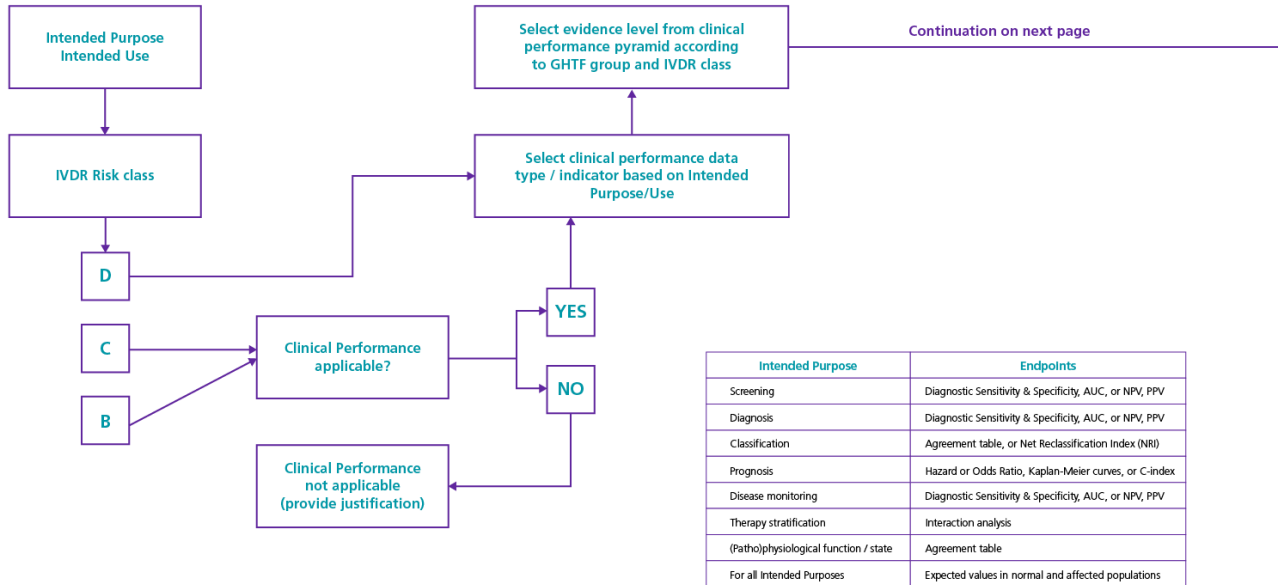 Intended Purpose
Intended Use
Select evidence level from clinical
performance pyramid according
to GHTF group and IVDR class
Continuation on next page
IVDR Risk class
Select clinical performance data
type / indicator based on Intended
Purpose/Use
D
C
B
Clinical Performance
applicable?
YES
NO
Clinical Performance
not applicable
(provide justification)
Intended Purpose Endpoints
Screening Diagnostic Sensitivity & Specificity, AUC, or NPV, PPV
Diagnosis Diagnostic Sensitivity & Specificity, AUC, or NPV, PPV
Classification Agreement table, or Net Reclassification Index (NRI)
Prognosis Hazard or Odds Ratio, Kaplan-Meier curves, or C-index
Disease monitoring Diagnostic Sensitivity & Specificity, AUC, or NPV, PPV
Therapy stratification Interaction analysis
(Patho)physiological function / state Agreement table
For all Intended Purposes Expected values in normal and affected populations